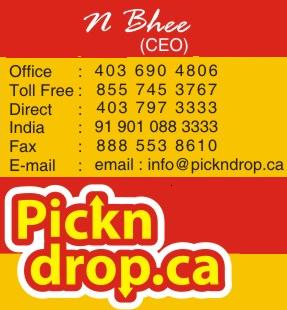 N Bhee
(CEO)
Office : 403 690 4806
Toll Free : 855 745 3767
Direct : 403 797 3333
India : 91 901 088 3333
Fax : 888 553 8610
E-mail : email : info@pickndrop.ca
Pickn
drop.ca